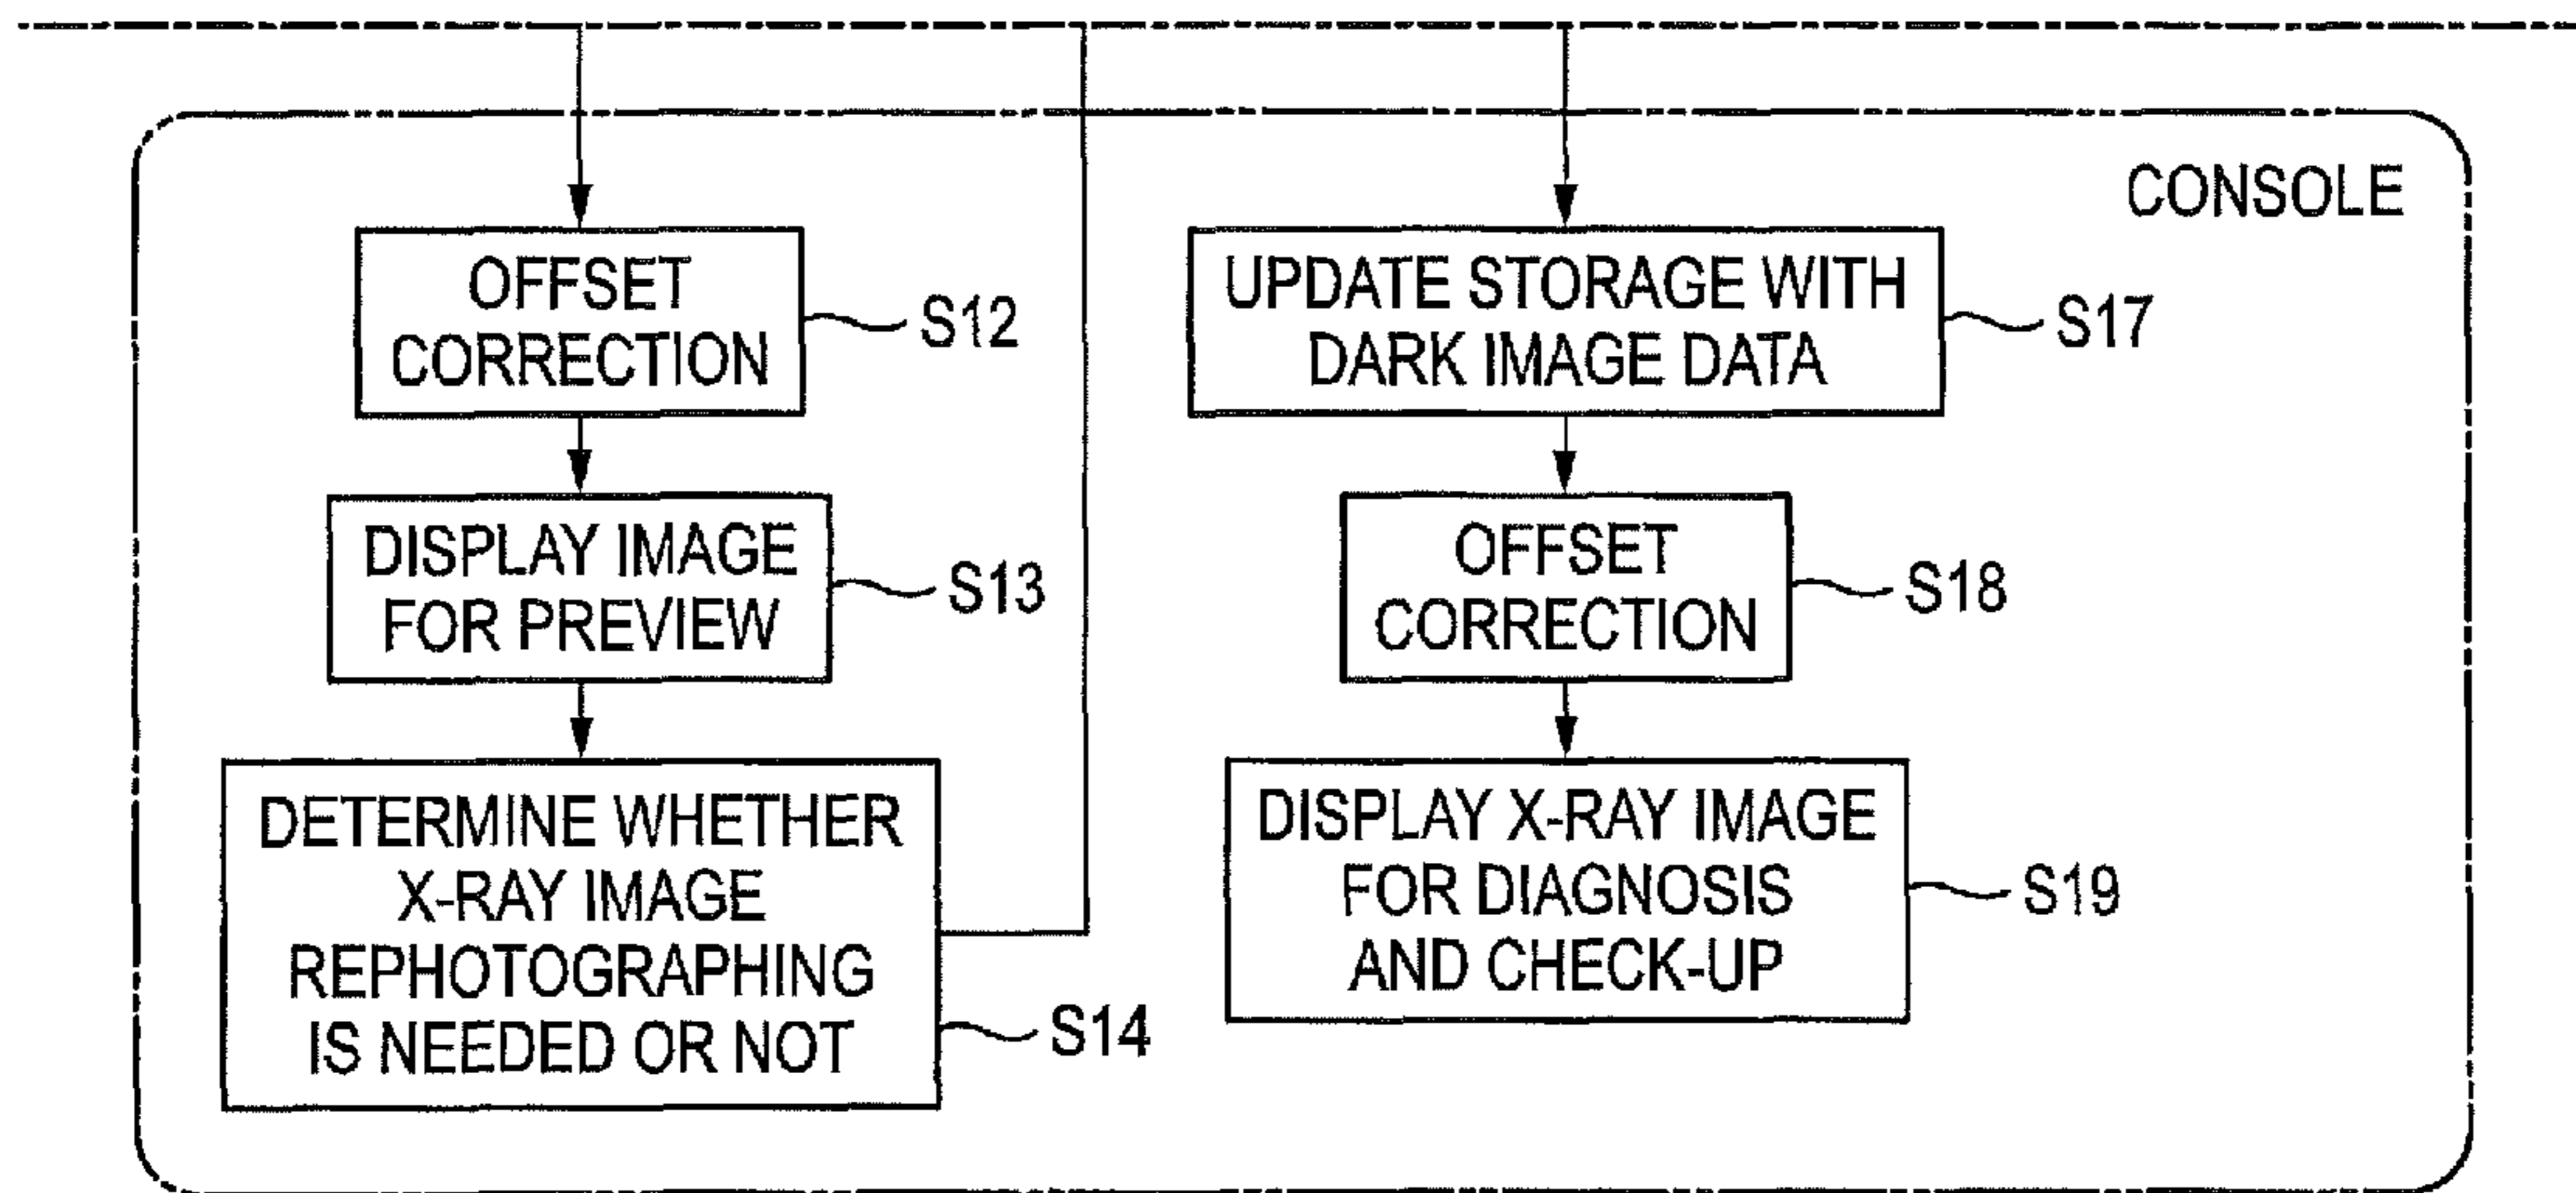 CONSOLE
OFFSET
CORRECTION
S12
DISPLAY IMAGE
FOR PREVIEW
S13
DETERMINE WHETHER
X-RAY IMAGE
REPHOTOGRAPHING
IS NEEDED OR NOT
S14
UPDATE STORAGE WITH
DARK IMAGE DATA
S17
OFFSET
CORRECTION
S18
DISPLAY X-RAY IMAGE
FOR DIAGNOSIS
AND CHECK-UP
S19